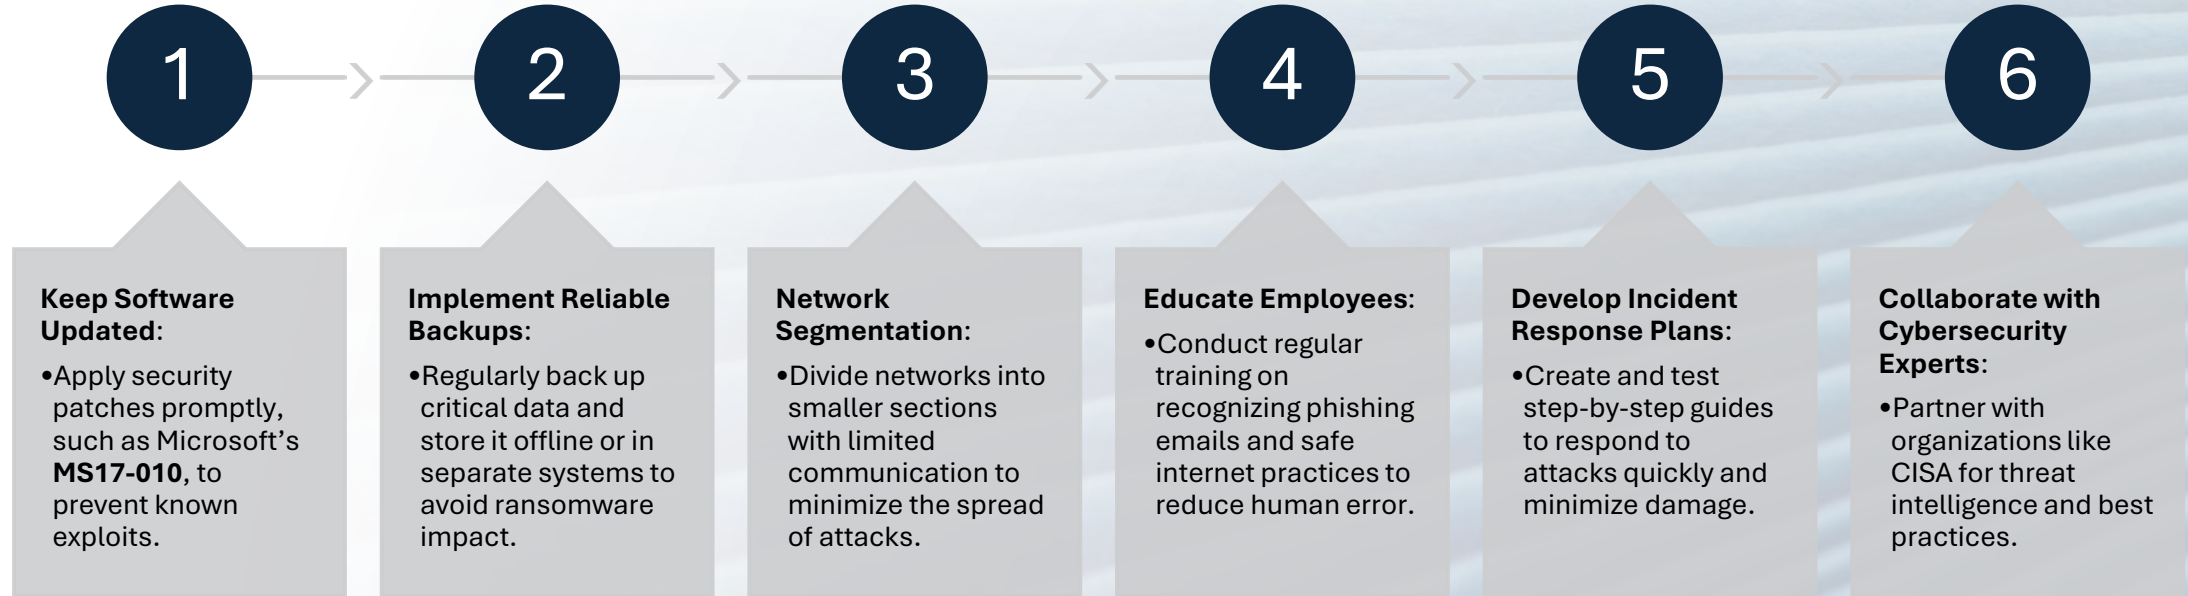 1
2
3
4
5
6
Keep Software
Updated:
•Apply security
patches promptly,
such as Microsoft’s
MS17-010, to
prevent known
exploits.
Implement Reliable
Backups:
•Regularly back up
critical data and
store it offline or in
separate systems to
avoid ransomware
impact.
Network
Segmentation:
•Divide networks into
smaller sections
with limited
communication to
minimize the spread
of attacks.
Educate Employees:
•Conduct regular
training on
recognizing phishing
emails and safe
internet practices to
reduce human error.
Develop Incident
Response Plans:
•Create and test
step-by-step guides
to respond to
attacks quickly and
minimize damage.
Collaborate with
Cybersecurity
Experts:
•Partner with
organizations like
CISA for threat
intelligence and best
practices.